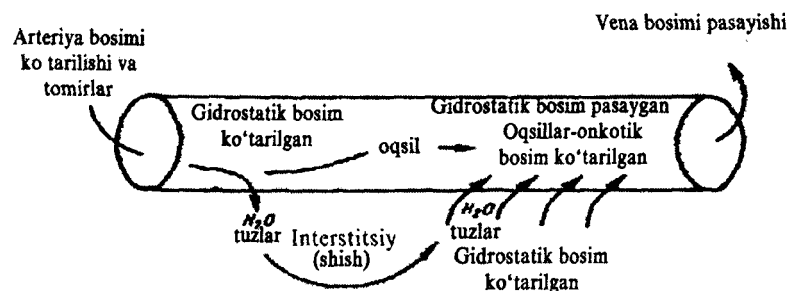 Vena bosimi pasayishi
Arteriya bosimi
ko tarilishi va
tomirlar
Gidrostatik bosim
ko‘tarilgan
oqsil
Gidrostatik bosim pasaygan
Oqsillar-onkotik
bosim ko‘tarilgan
H₂O
tuzlar
Interstitsiy
(shish)
H₂O
tuzlar
Gidrostatik bosim
ko‘tarilgan